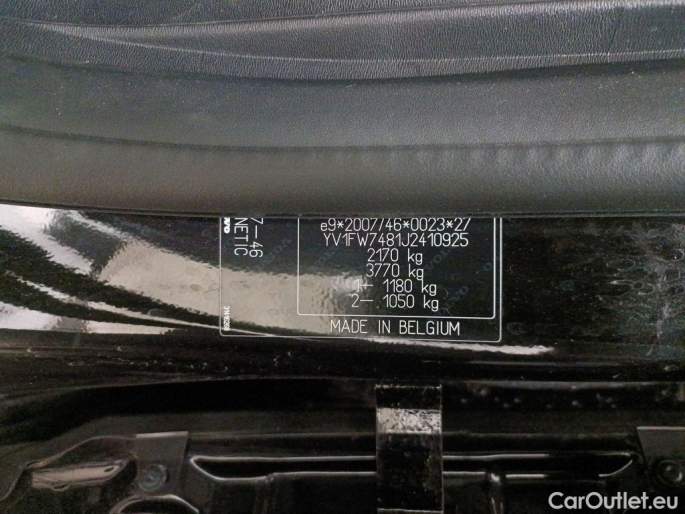 e9*2007/46*0023*27
YV1FW7481J2410925
2170 kg
3770 kg
1– 1180 kg
2– 1050 kg
MADE IN BELGIUM
7–46
NETIC
CarOutlet.eu